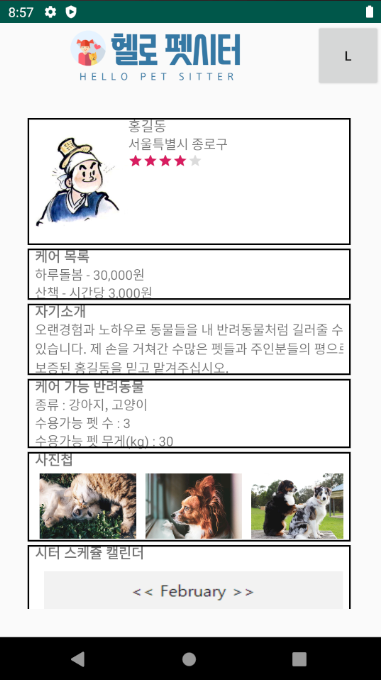 8:57
헬로 펫시터
HELLO PET SITTER
L
홍길동
서울특별시 종로구
케어 목록
하루돌봄 - 30,000원
산책 - 시간당 3,000원
자기소개
오랜경험과 노하우로 동물들을 내 반려동물처럼 길러줄 수
있습니다. 제 손을 거쳐간 수많은 펫들과 주인분들의 평으로
보증된 홍길동을 믿고 맡겨주십시오.
케어 가능 반려동물
종류 : 강아지, 고양이
수용가능 펫 수 : 3
수용가능 펫 무게(kg) : 30
사진첩
시터 스케쥴 캘린더
<< February >>